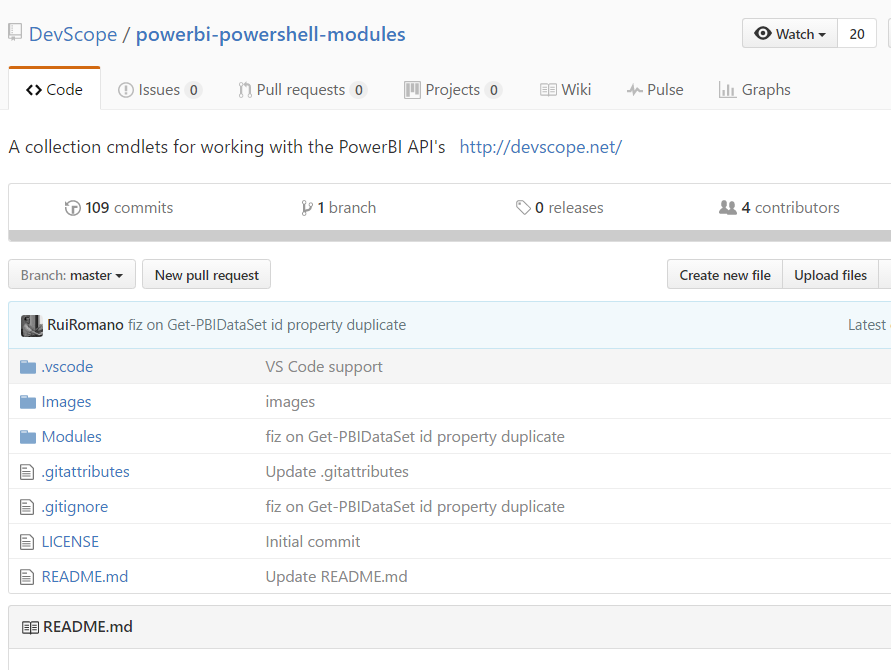 DevScope / powerbi-powershell-modules Watch 20
Code Issues 0 Pull requests 0 Projects 0 Wiki Pulse Graphs
A collection cmdlets for working with the PowerBI API's http://devscope.net/
109 commits 1 branch 0 releases 4 contributors
Branch: master New pull request Create new file Upload files
RuiRomano fiz on Get-PBIDataSet id property duplicate Latest
.vscode VS Code support
Images images
Modules fiz on Get-PBIDataSet id property duplicate
.gitattributes Update .gitattributes
.gitignore fiz on Get-PBIDataSet id property duplicate
LICENSE Initial commit
README.md Update README.md
README.md